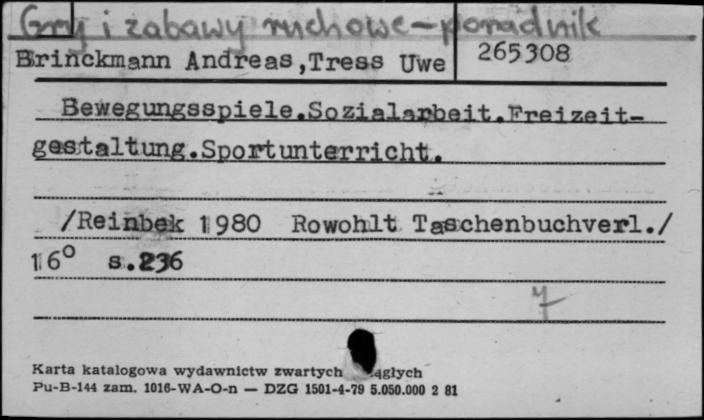 Gry i zabawy ruchowe - poradnik
Brinckmann Andreas,Tress Uwe 265308
Bewegungsspiele.Sozialarbeit.Freizeit-
gestaltung.Sportunterricht.
/Reinbek 1980 Rowohlt Taschenbuchverl./
16° s.236
7
Karta katalogowa wydawnictw zwartych ągłych
Pu-B-144 zam. 1016-WA-O-n — DZG 1501-4-79 5.050.000 2 81